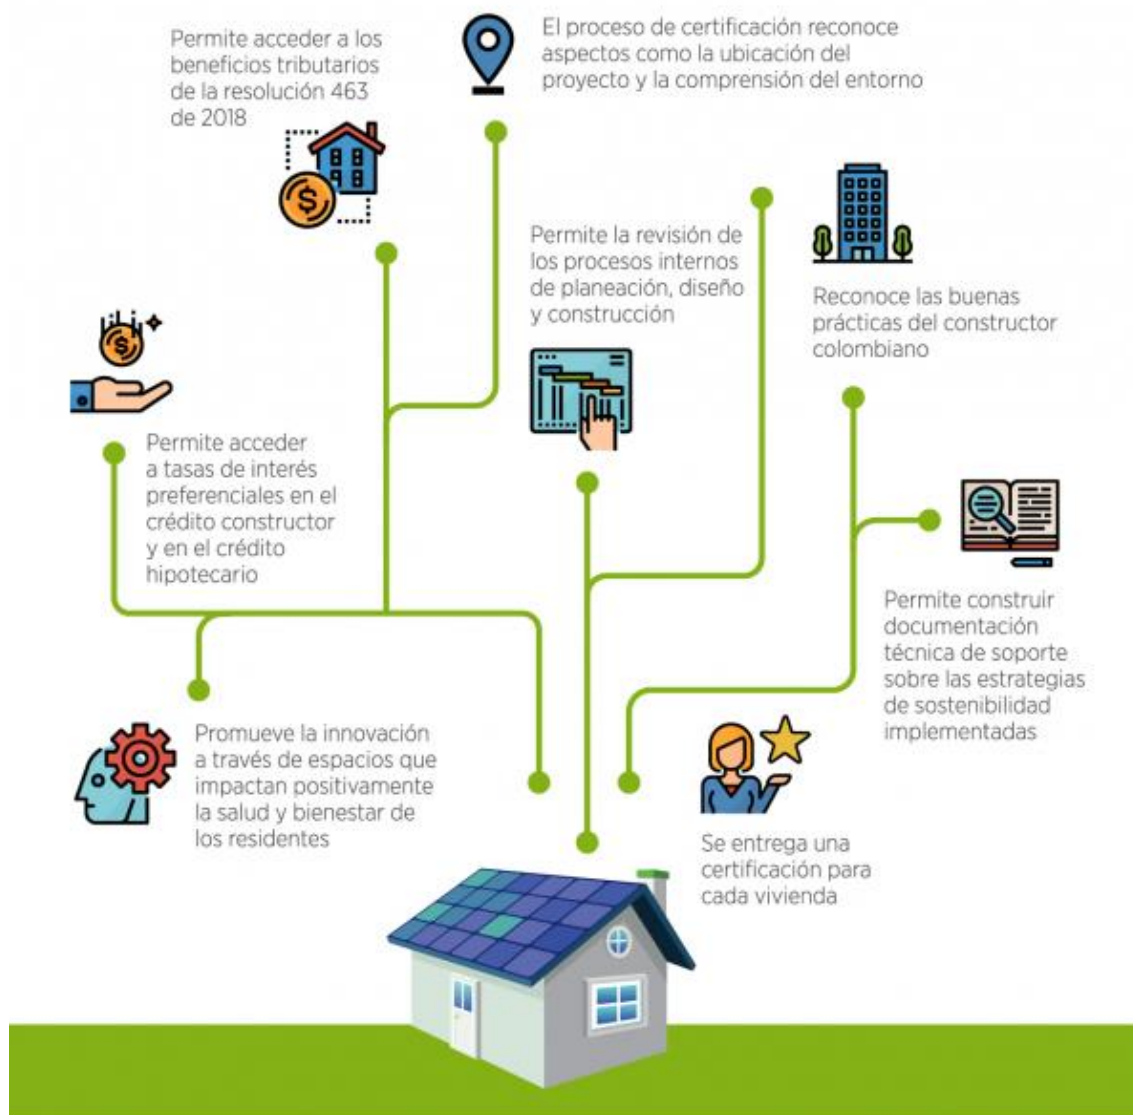 Permite acceder a los
beneficios tributarios
de la resolución 463
de 2018
El proceso de certificación reconoce
aspectos como la ubicación del
proyecto y la comprensión del entorno
Permite la revisión de
los procesos internos
de planeación, diseño
y construcción
Reconoce las buenas
prácticas del constructor
colombiano
Permite acceder
a tasas de interés
preferenciales en el
crédito constructor
y en el crédito
hipotecario
Permite construir
documentación
técnica de soporte
sobre las estrategias
de sostenibilidad
implementadas
Promueve la innovación
a través de espacios que
impactan positivamente
la salud y bienestar de
los residentes
Se entrega una
certificación para
cada vivienda